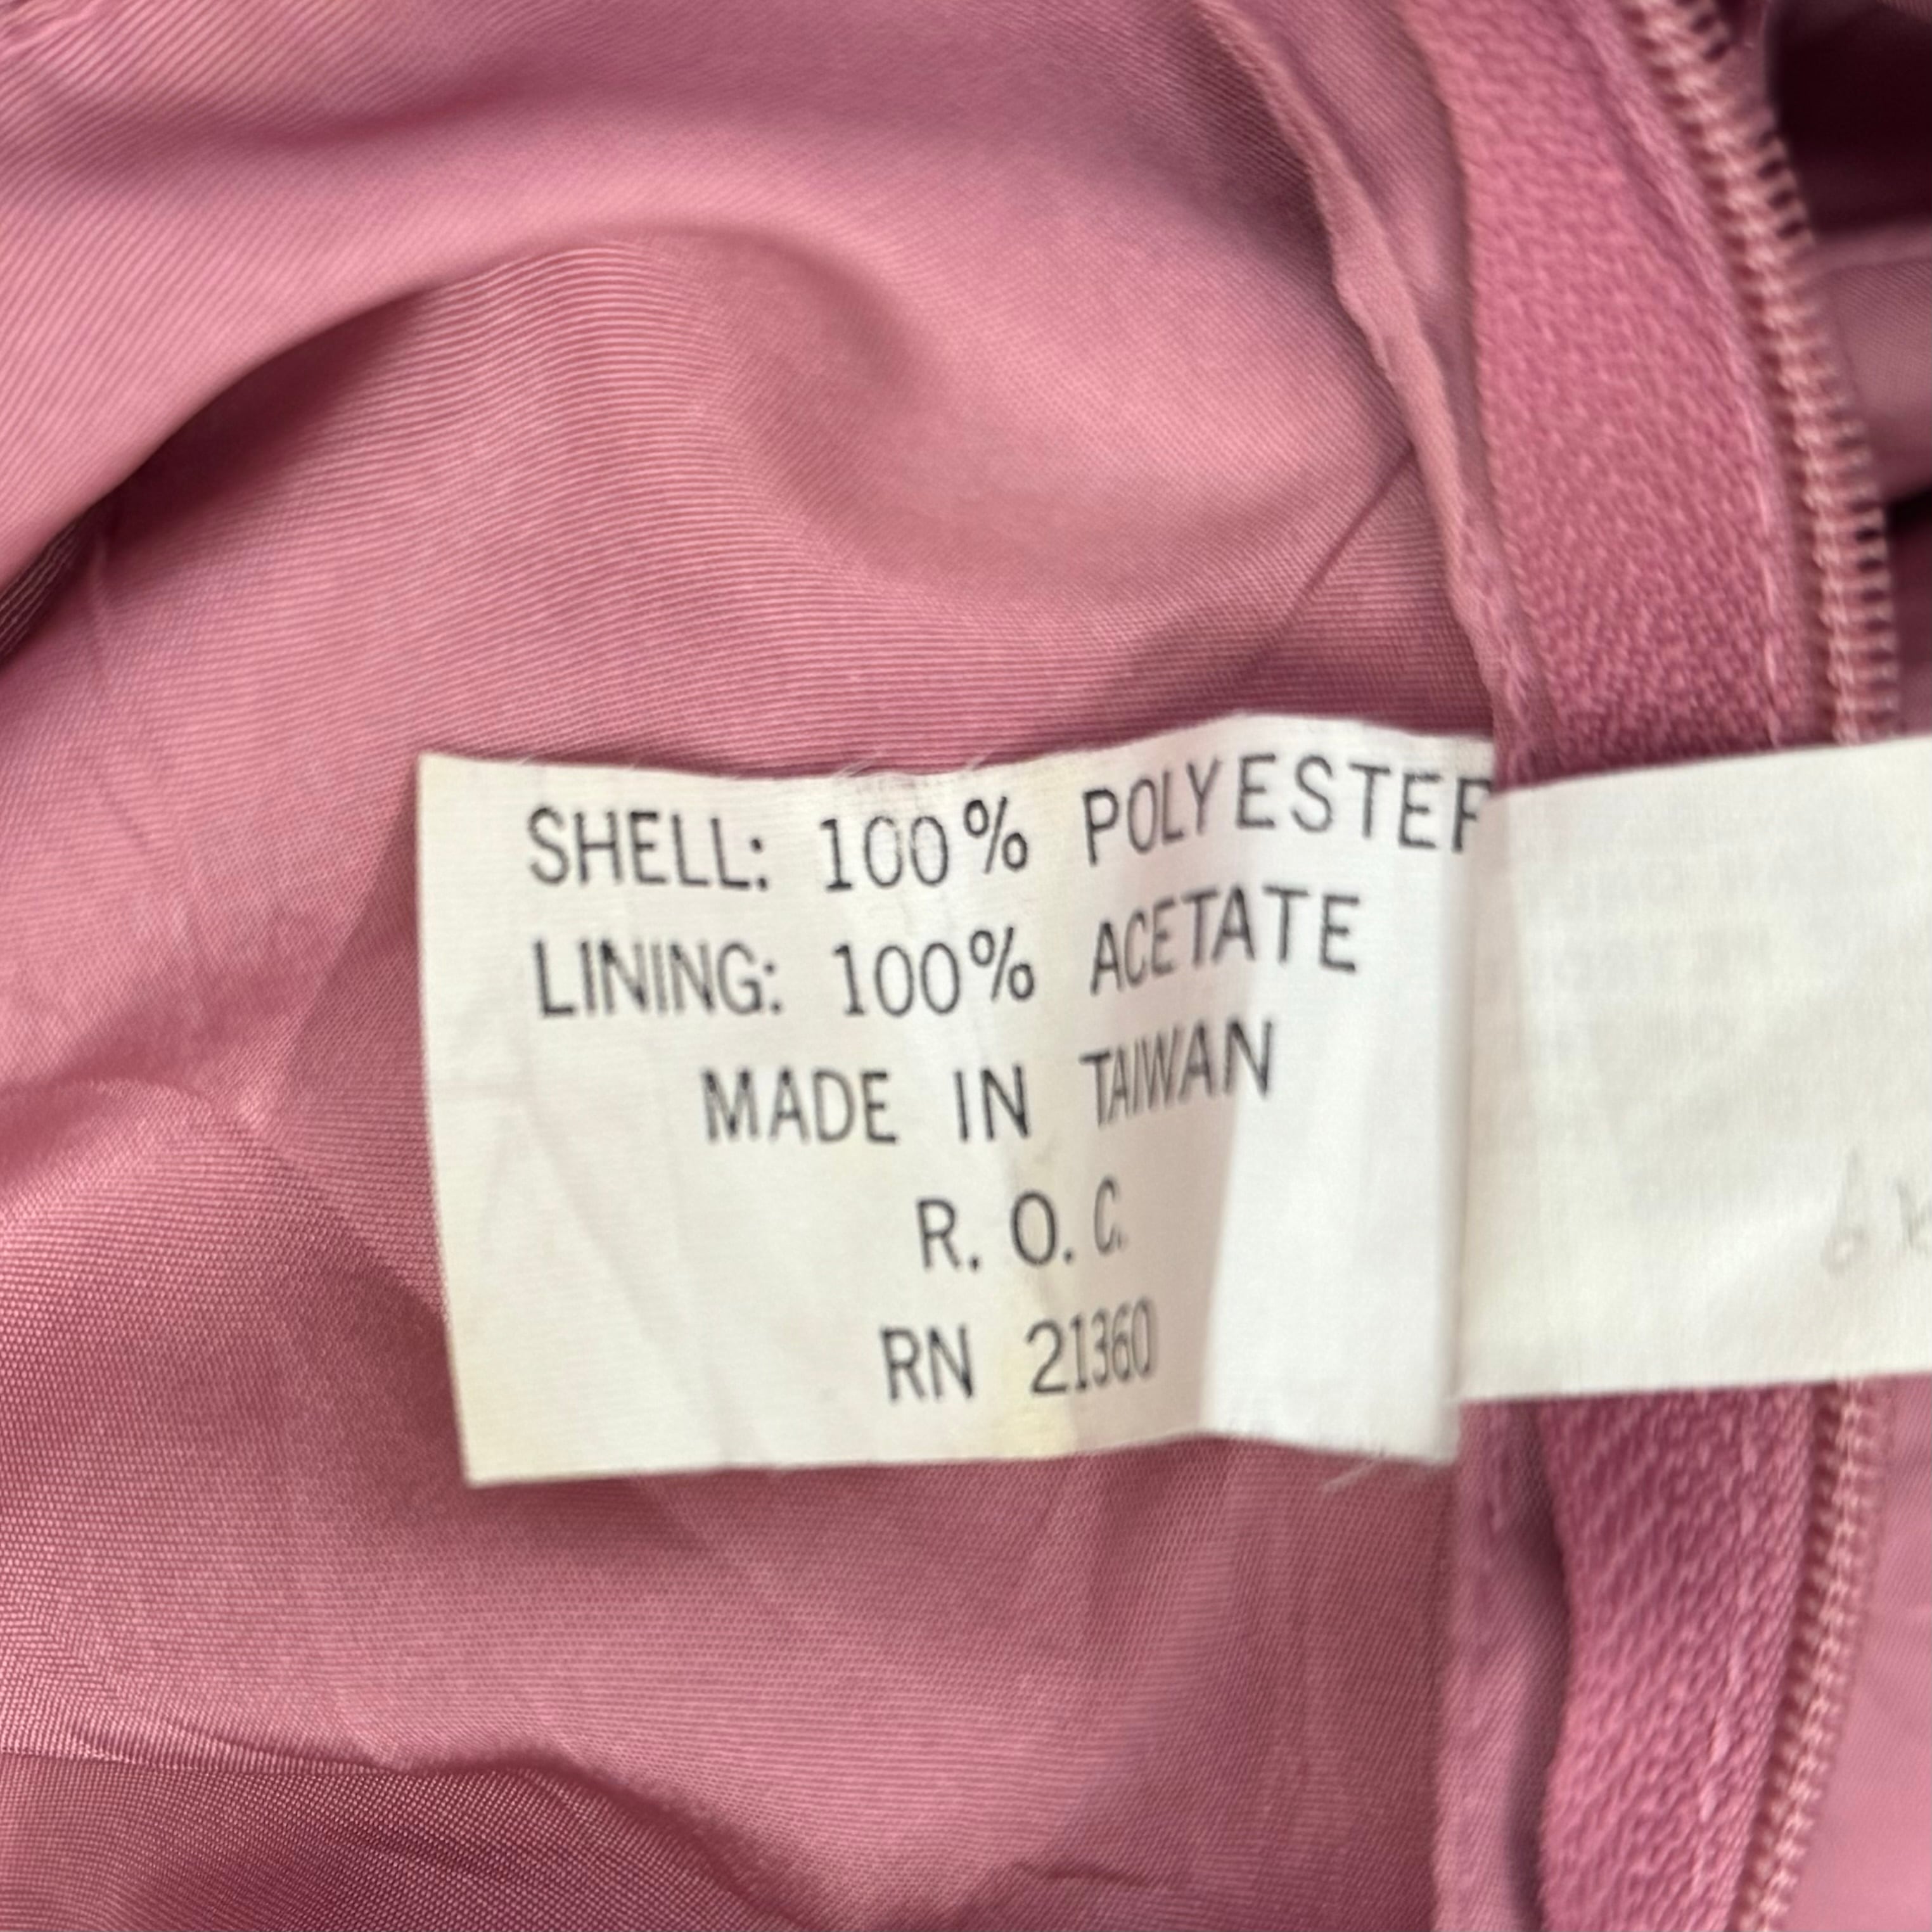 SHELL: 100% POLYESTER
LINING: 100% ACETATE
MADE IN TAIWAN
R. O. C.
RN 21360